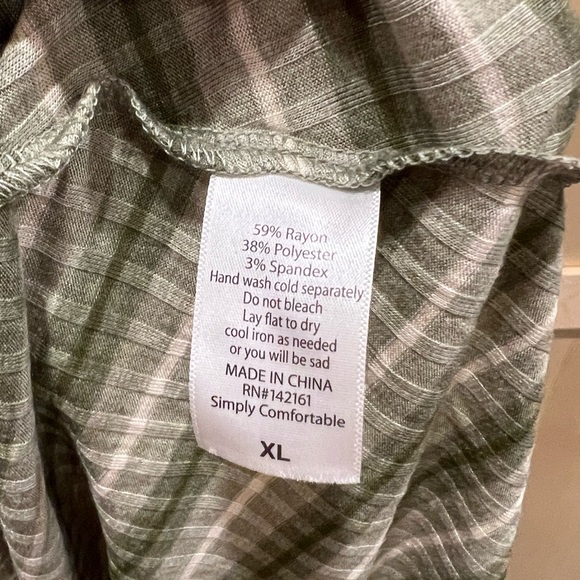 59% Rayon
38% Polyester
3% Spandex
Hand wash cold separately
Do not bleach
Lay flat to dry
cool iron as needed
or you will be sad
MADE IN CHINA
RN#142161
Simply Comfortable
XL